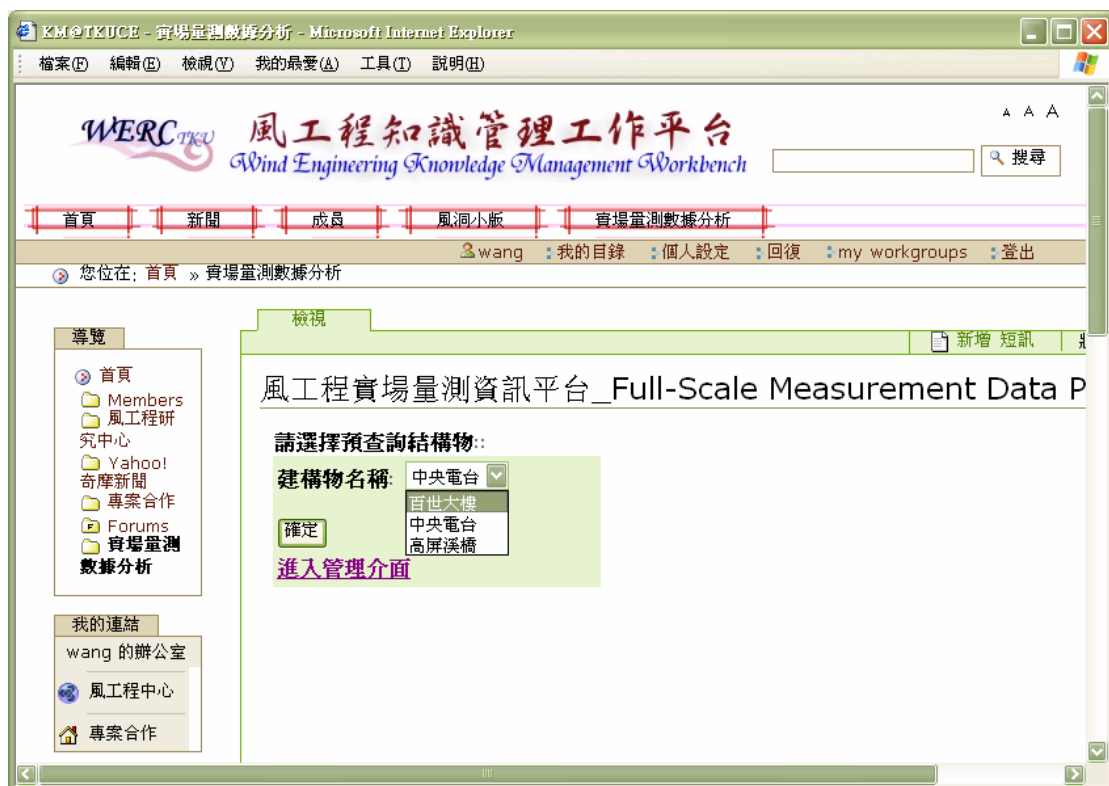 KM@TKUCE - 實場量測數據分析 - Microsoft Internet Explorer
檔案(F) 編輯(E) 檢視(V) 我的最愛(A) 工具(T) 說明(H)
WERC TKU 風工程知識管理工作平台
Wind Engineering Knowledge Management Workbench
A A A
搜尋
首頁 新聞 成員 風洞小版 實場量測數據分析
wang 我的目錄 個人設定 回復 my workgroups 登出
您位在: 首頁 » 實場量測數據分析
導覽
首頁
Members
風工程研
究中心
Yahoo!
奇摩新聞
專案合作
Forums
實場量測
數據分析
我的連結
wang 的辦公室
風工程中心
專案合作
檢視
新增 短訊
風工程實場量測資訊平台_Full-Scale Measurement Data P
請選擇預查詢結構物::
建構物名稱: 中央電台
百世大樓
中央電台
高屏溪橋
確定
進入管理介面